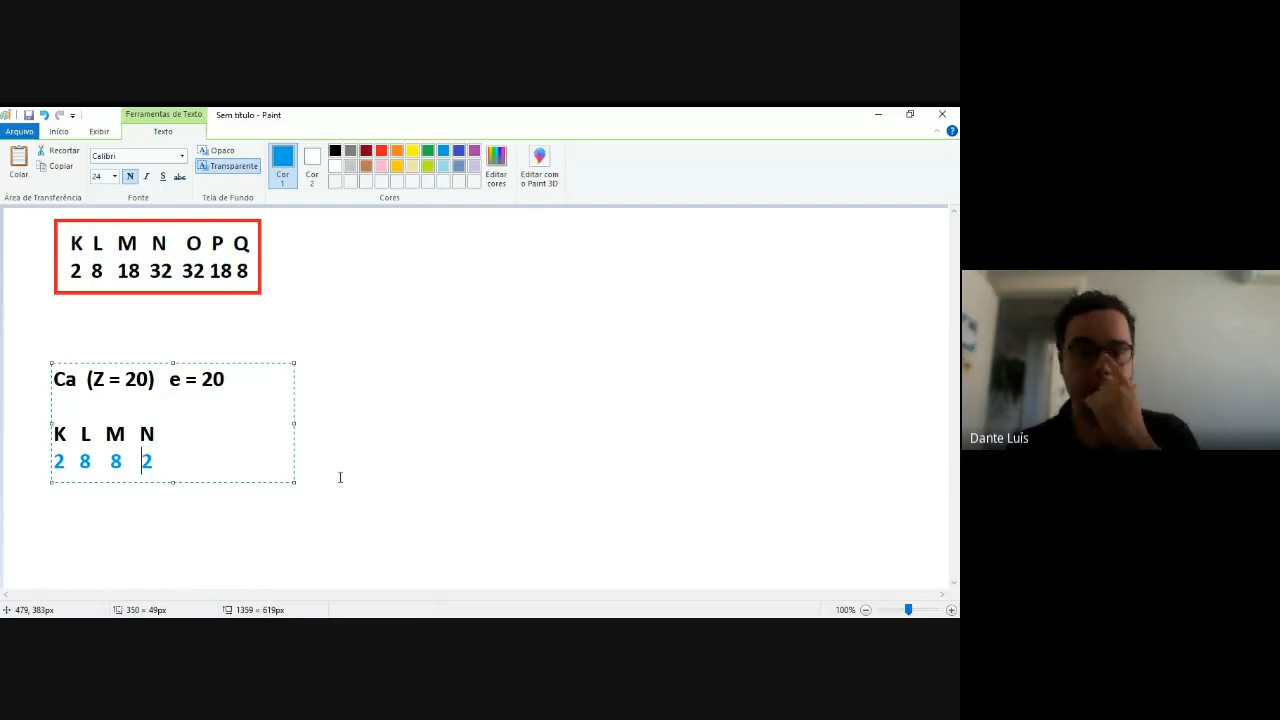 Ferramentas de Texto Sem título - Paint
Arquivo Início Exibir Texto
Colar
Recortar
Copiar
Área de Transferência
Calibri
24
N I S abc
Fonte
Opaco
Transparente
Tela de Fundo
Cor 1
Cor 2
Editar cores
Cores
Editar com o Paint 3D
K L M N O P Q
2 8 18 32 32 18 8
Ca (Z = 20) e = 20
K L M N
2 8 8 2
Dante Luís
479, 383px 350 × 49px 1359 × 619px 100%